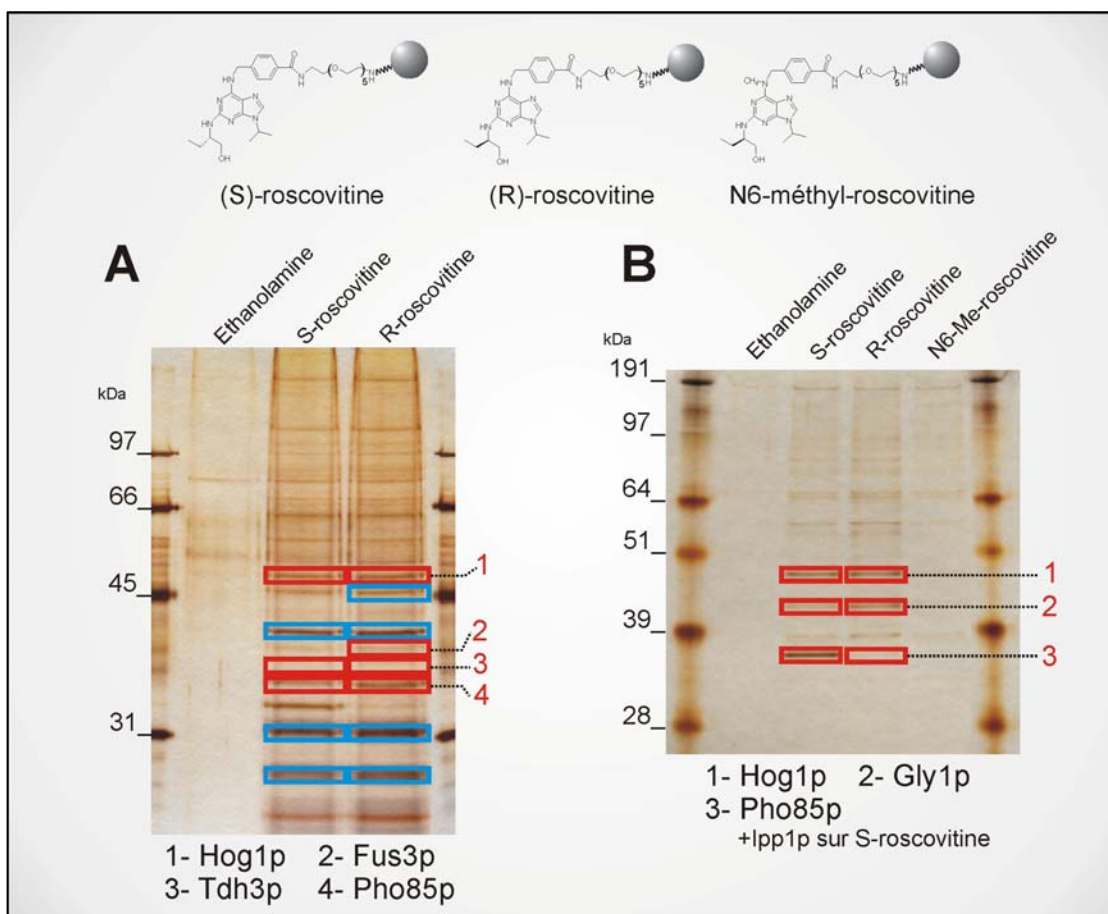 (S)-roscovitine
(R)-roscovitine
N6-méthyl-roscovitine
A
Ethanolamine
S-roscovitine
R-roscovitine
kDa
97
66
45
31
1
2
3
4
1- Hog1p 2- Fus3p
3- Tdh3p 4- Pho85p
B
Ethanolamine
S-roscovitine
R-roscovitine
N6-Me-roscovitine
kDa
191
97
64
51
39
28
1
2
3
1- Hog1p 2- Gly1p
3- Pho85p
+Ipp1p sur S-roscovitine